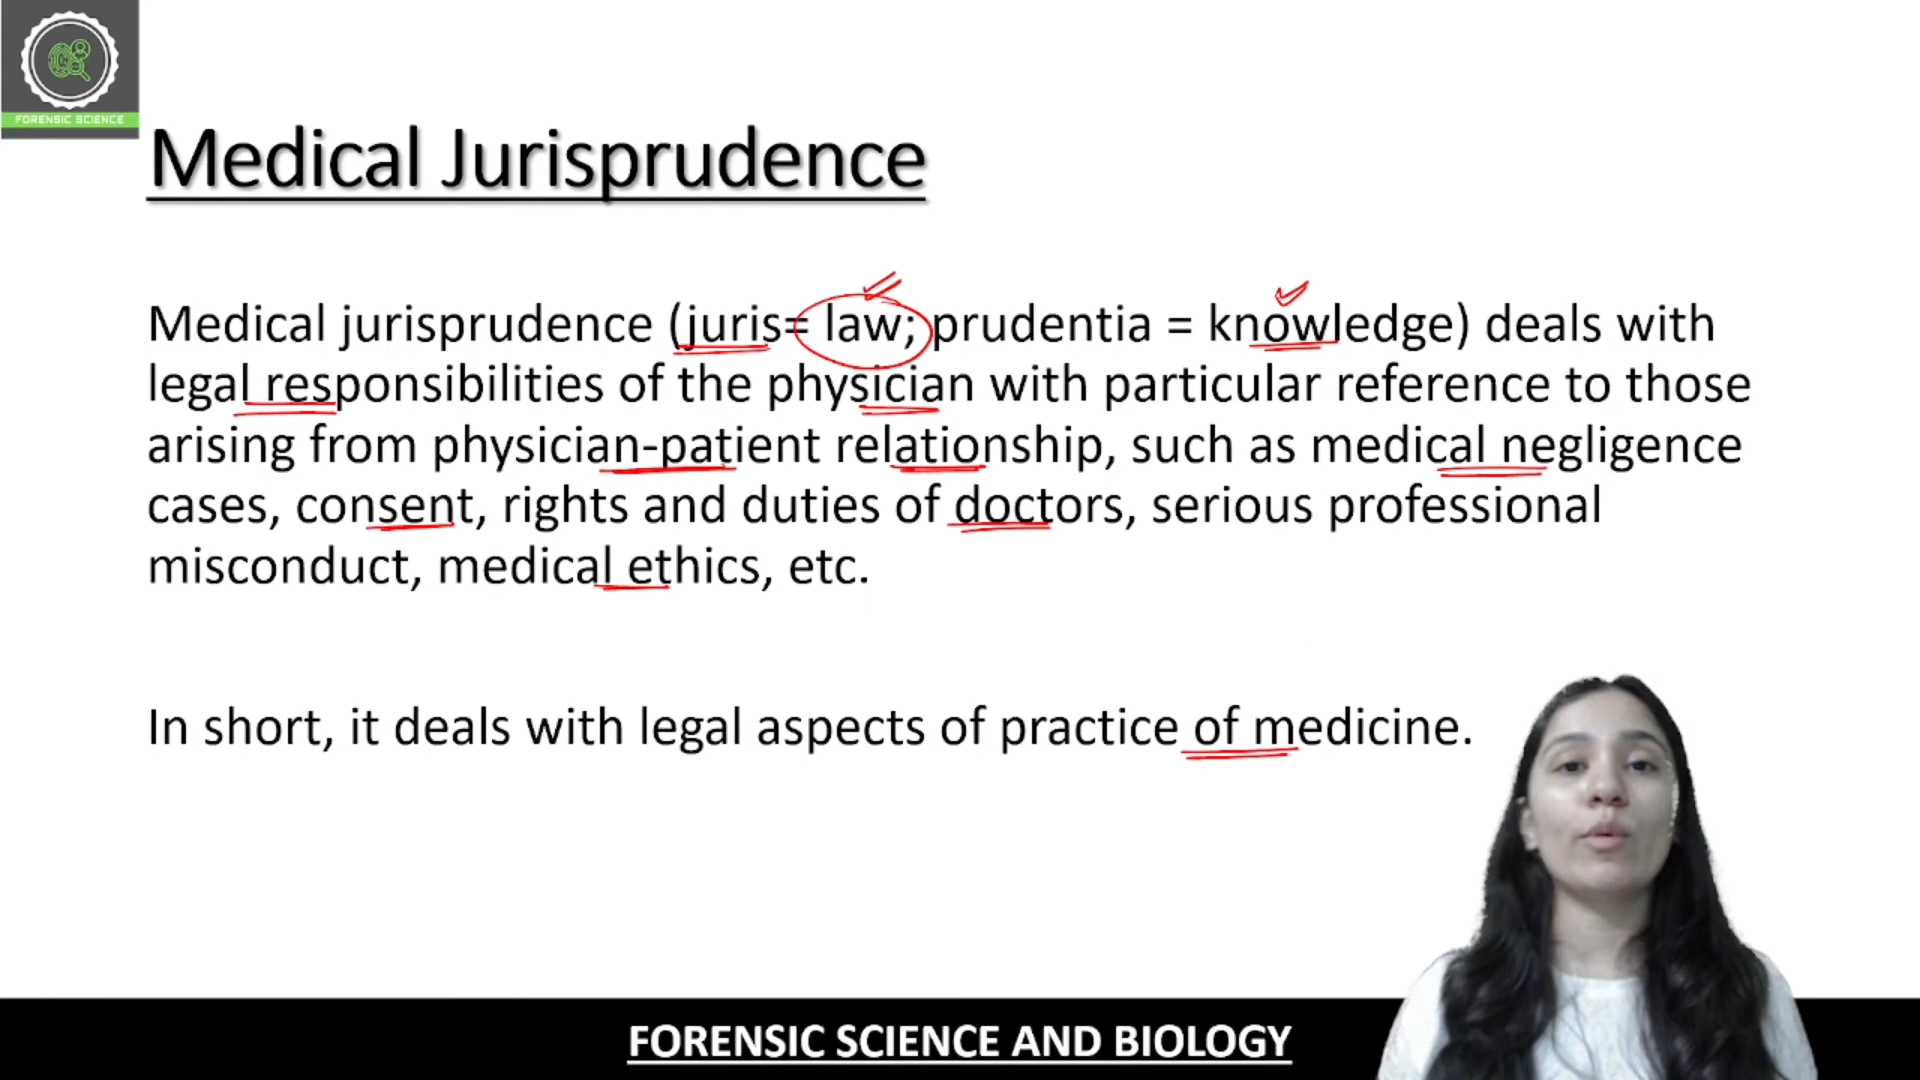 FORENSIC SCIENCE
Medical Jurisprudence
Medical jurisprudence (juris= law; prudentia = knowledge) deals with
legal responsibilities of the physician with particular reference to those
arising from physician-patient relationship, such as medical negligence
cases, consent, rights and duties of doctors, serious professional
misconduct, medical ethics, etc.
In short, it deals with legal aspects of practice of medicine.
FORENSIC SCIENCE AND BIOLOGY